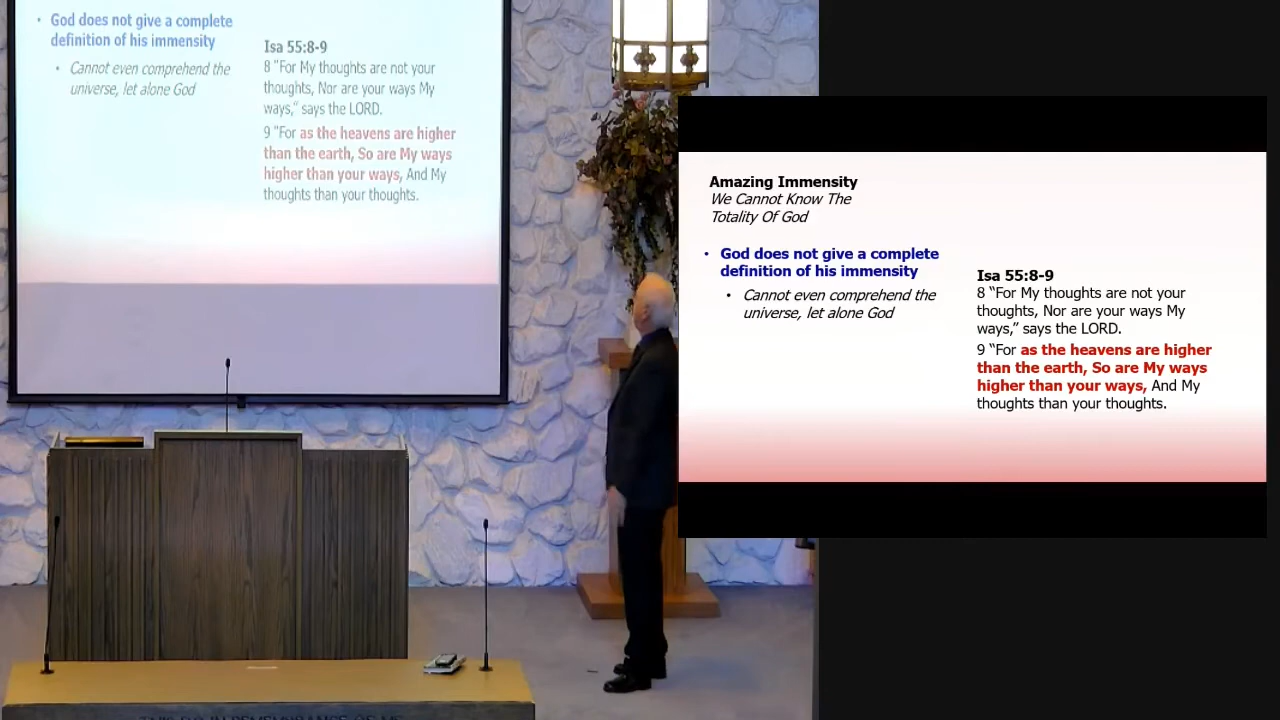 God does not give a complete
definition of his immensity
Cannot even comprehend the
universe, let alone God
Isa 55:8-9
8 "For My thoughts are not your
thoughts, Nor are your ways My
ways," says the LORD.
9 "For as the heavens are higher
than the earth, So are My ways
higher than your ways, And My
thoughts than your thoughts.
Amazing Immensity
We Cannot Know The
Totality Of God
God does not give a complete
definition of his immensity
Cannot even comprehend the
universe, let alone God
Isa 55:8-9
8 “For My thoughts are not your
thoughts, Nor are your ways My
ways,” says the LORD.
9 “For as the heavens are higher
than the earth, So are My ways
higher than your ways, And My
thoughts than your thoughts.
THIS DO IN REMEMBRANCE OF ME